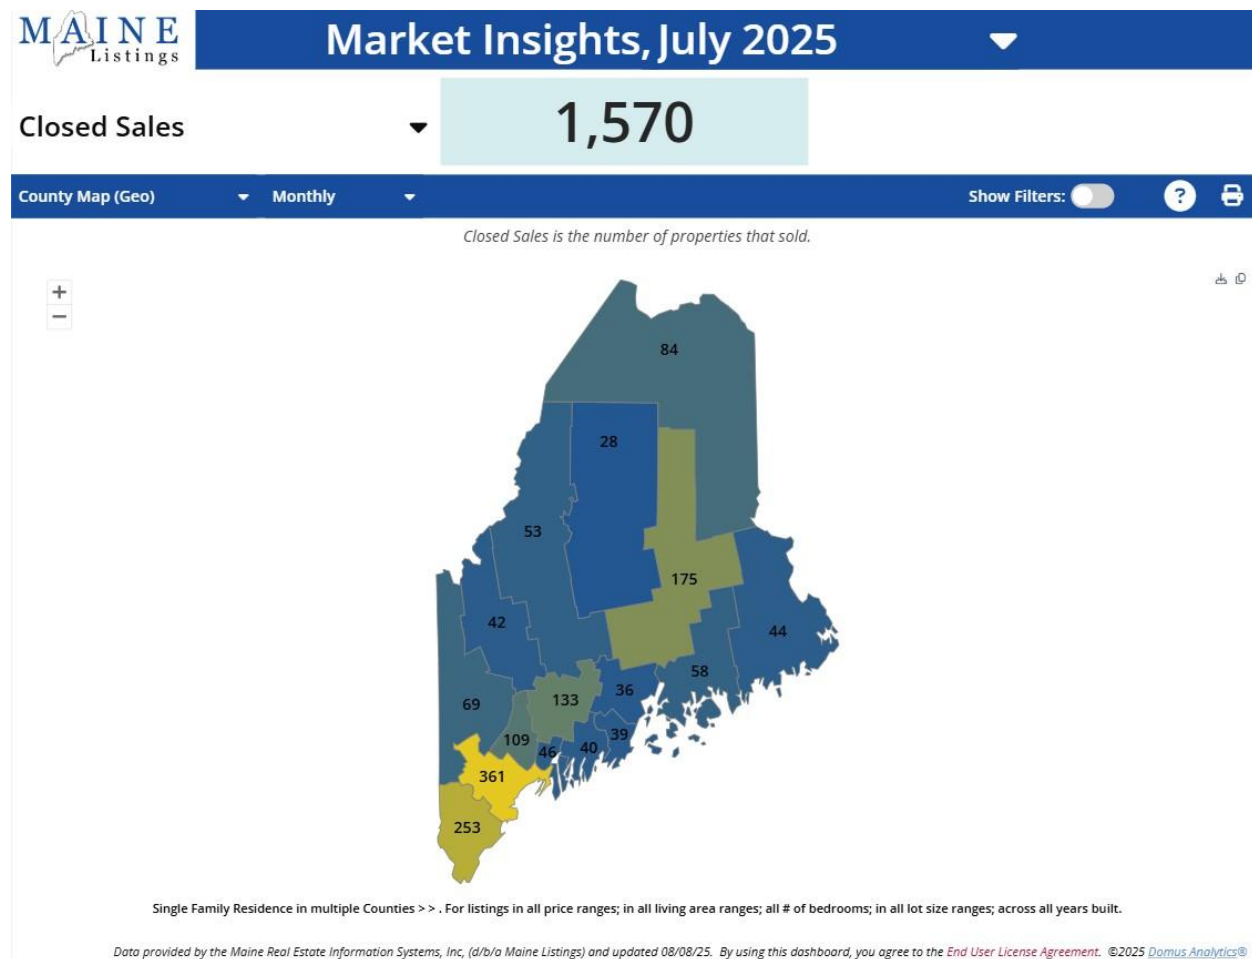 MAINE
Listings
Market Insights, July 2025
Closed Sales
1,570
County Map (Geo)
Monthly
Show Filters:
?
Closed Sales is the number of properties that sold.
+
−
84
28
53
175
42
44
58
36
69
133
39
109
46
40
361
253
Single Family Residence in multiple Counties > > . For listings in all price ranges; in all living area ranges; all # of bedrooms; in all lot size ranges; across all years built.
Data provided by the Maine Real Estate Information Systems, Inc, (d/b/a Maine Listings) and updated 08/08/25. By using this dashboard, you agree to the End User License Agreement. ©2025 Domus Analytics®